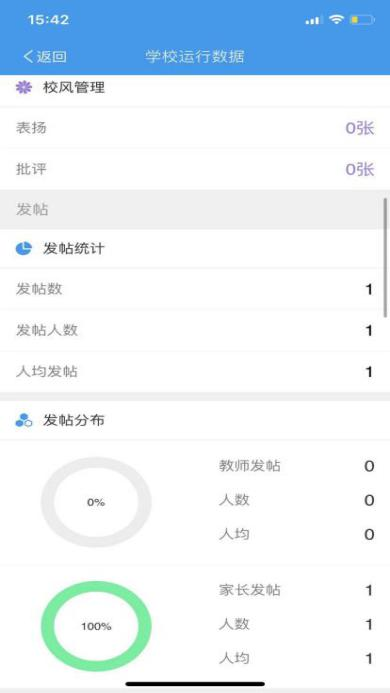 15:42
返回 学校运行数据
校风管理
表扬 0张
批评 0张
发帖
发帖统计
发帖数 1
发帖人数 1
人均发帖 1
发帖分布
教师发帖 0
0% 人数 0
人均 0
家长发帖 1
100% 人数 1
人均 1